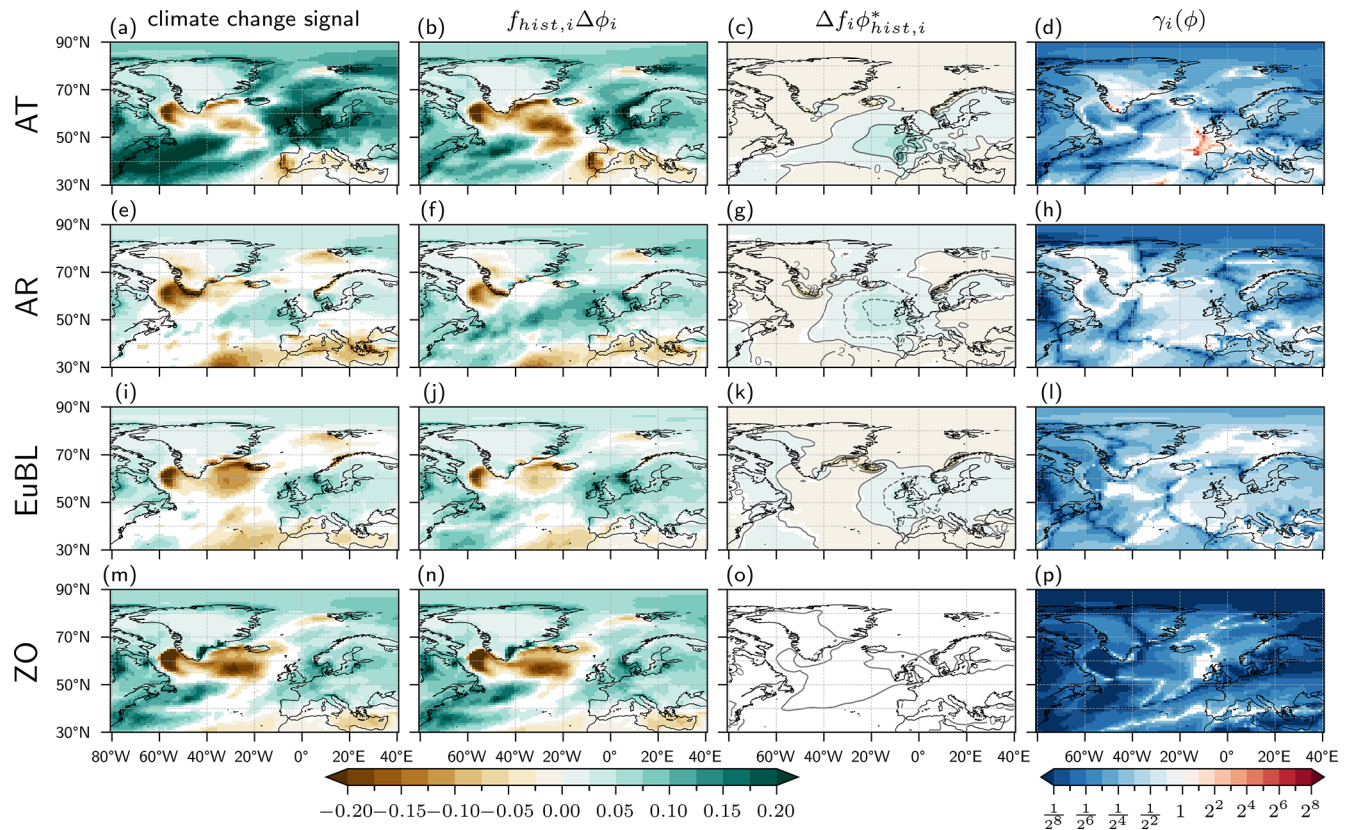 climate change signal
f_{hist,i}Δϕ_i
Δf_iϕ*_{hist,i}
γ_i(ϕ)
(a) (b) (c) (d)
AT
90°N
70°N
50°N
30°N
0
(e) (f) (g) (h)
AR
90°N
70°N
50°N
30°N
0
2
(i) (j) (k) (l)
EuBL
90°N
70°N
50°N
30°N
(m) (n) (o) (p)
ZO
90°N
70°N
50°N
30°N
80°W 60°W 40°W 20°W 0° 20°E 40°E 60°W 40°W 20°W 0° 20°E 40°E 60°W 40°W 20°W 0° 20°E 40°E 60°W 40°W 20°W 0° 20°E 40°E
−0.20 −0.15 −0.10 −0.05 0.00 0.05 0.10 0.15 0.20
1/2^8 1/2^6 1/2^4 1/2^2 1 2^2 2^4 2^6 2^8